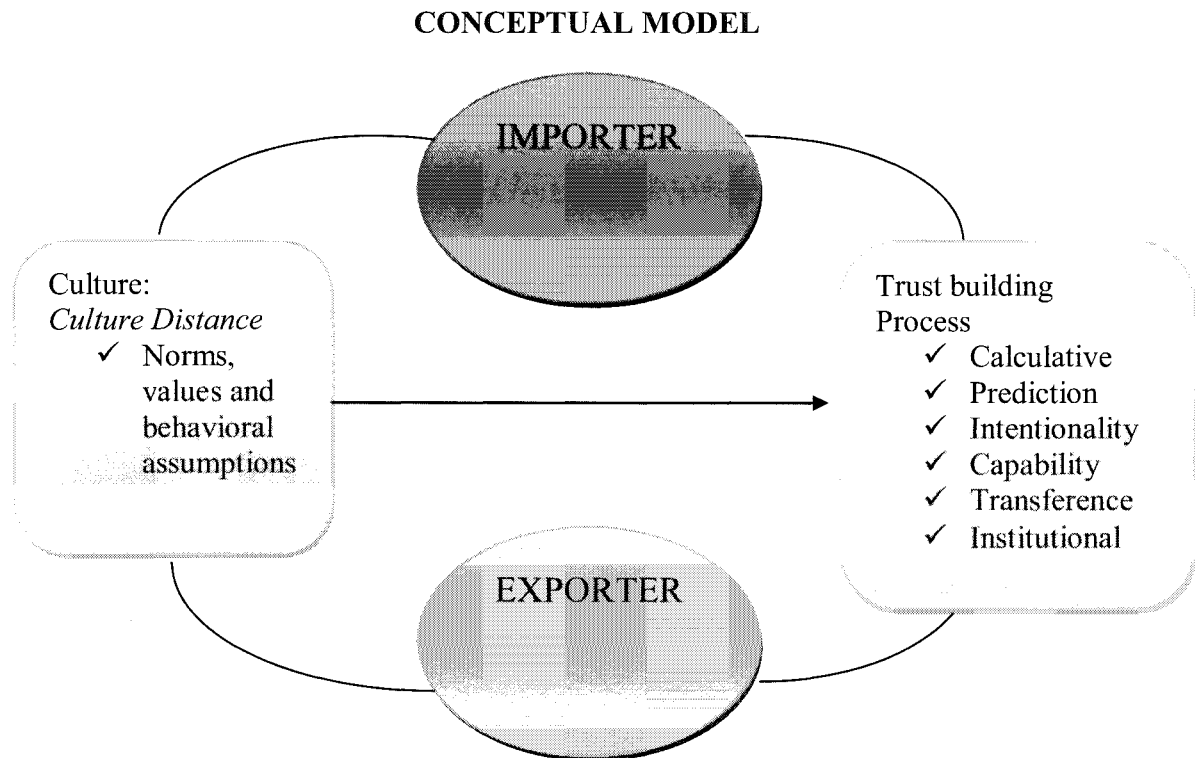 CONCEPTUAL MODEL
IMPORTER
Culture:
Culture Distance
✓ Norms,
values and
behavioral
assumptions
Trust building
Process
✓ Calculative
✓ Prediction
✓ Intentionality
✓ Capability
✓ Transference
✓ Institutional
EXPORTER